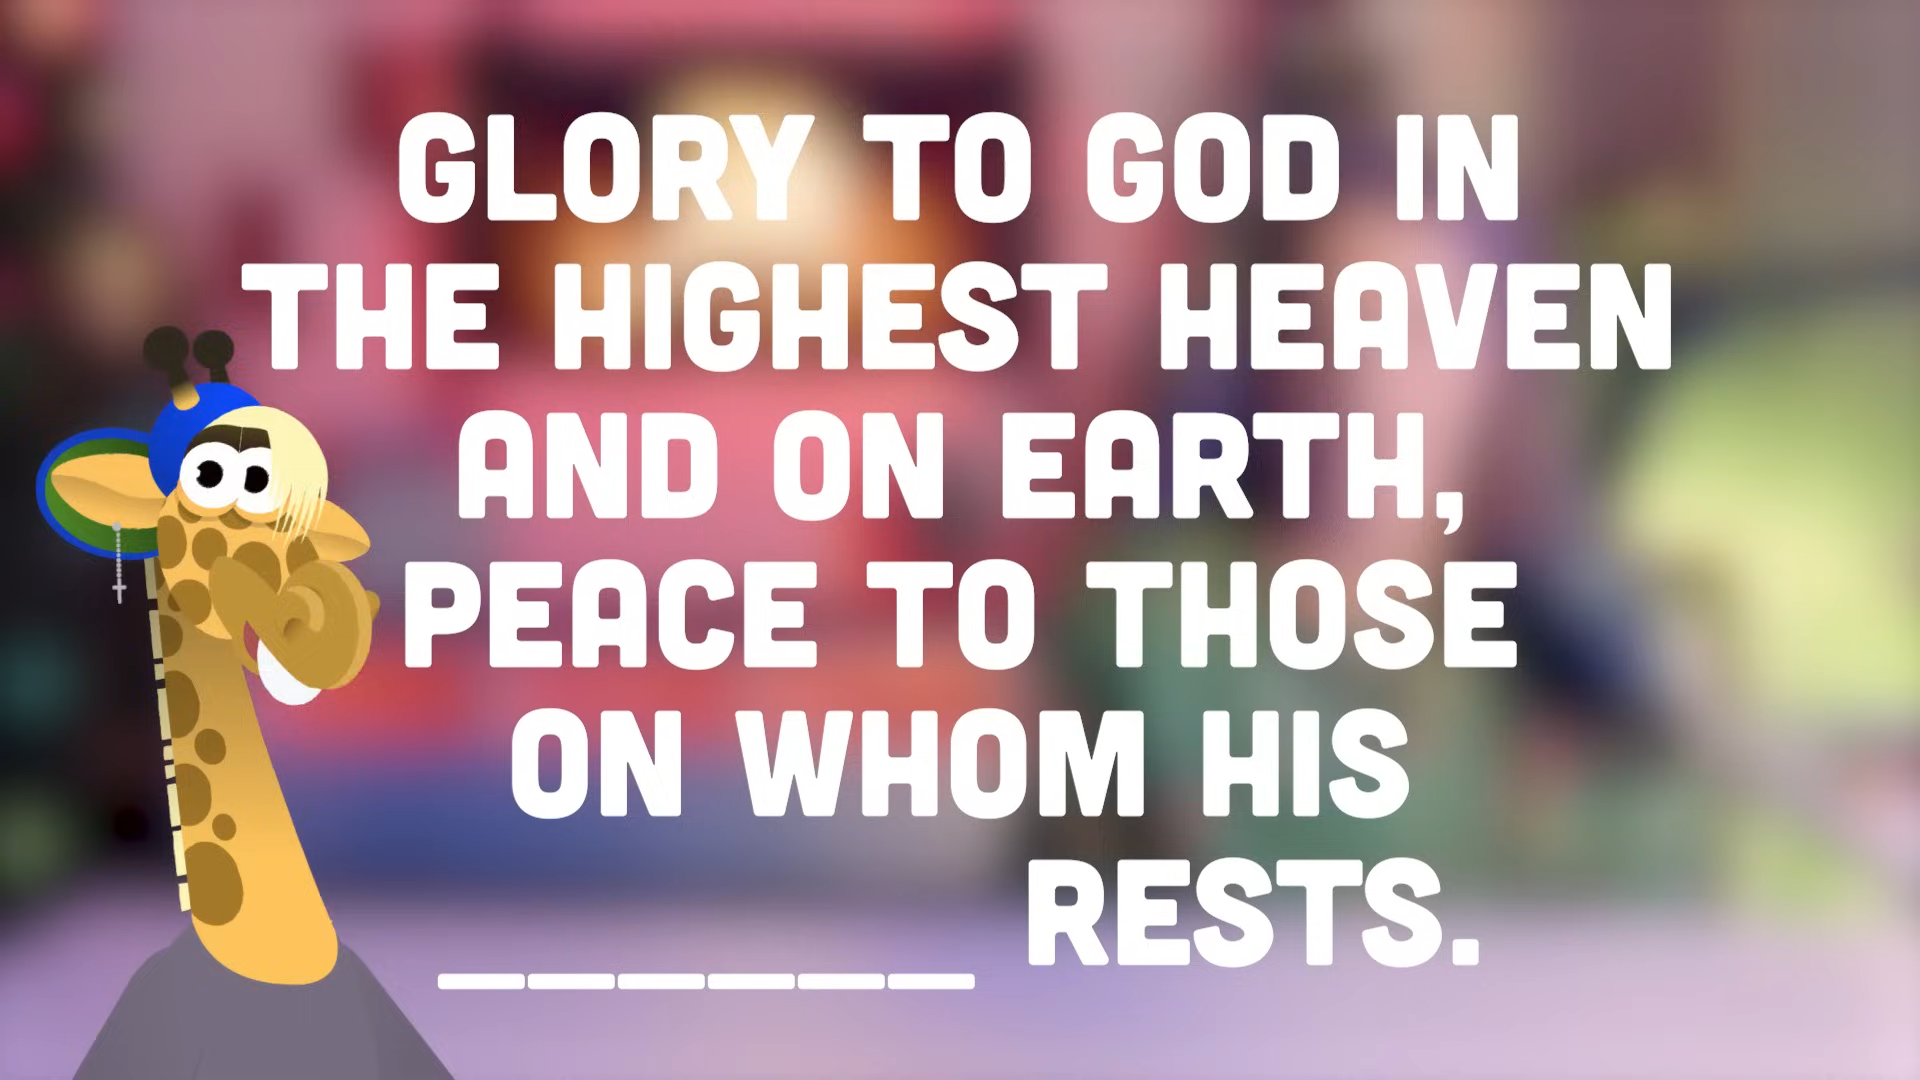 GLORY TO GOD IN
THE HIGHEST HEAVEN
AND ON EARTH,
PEACE TO THOSE
ON WHOM HIS
______ RESTS.